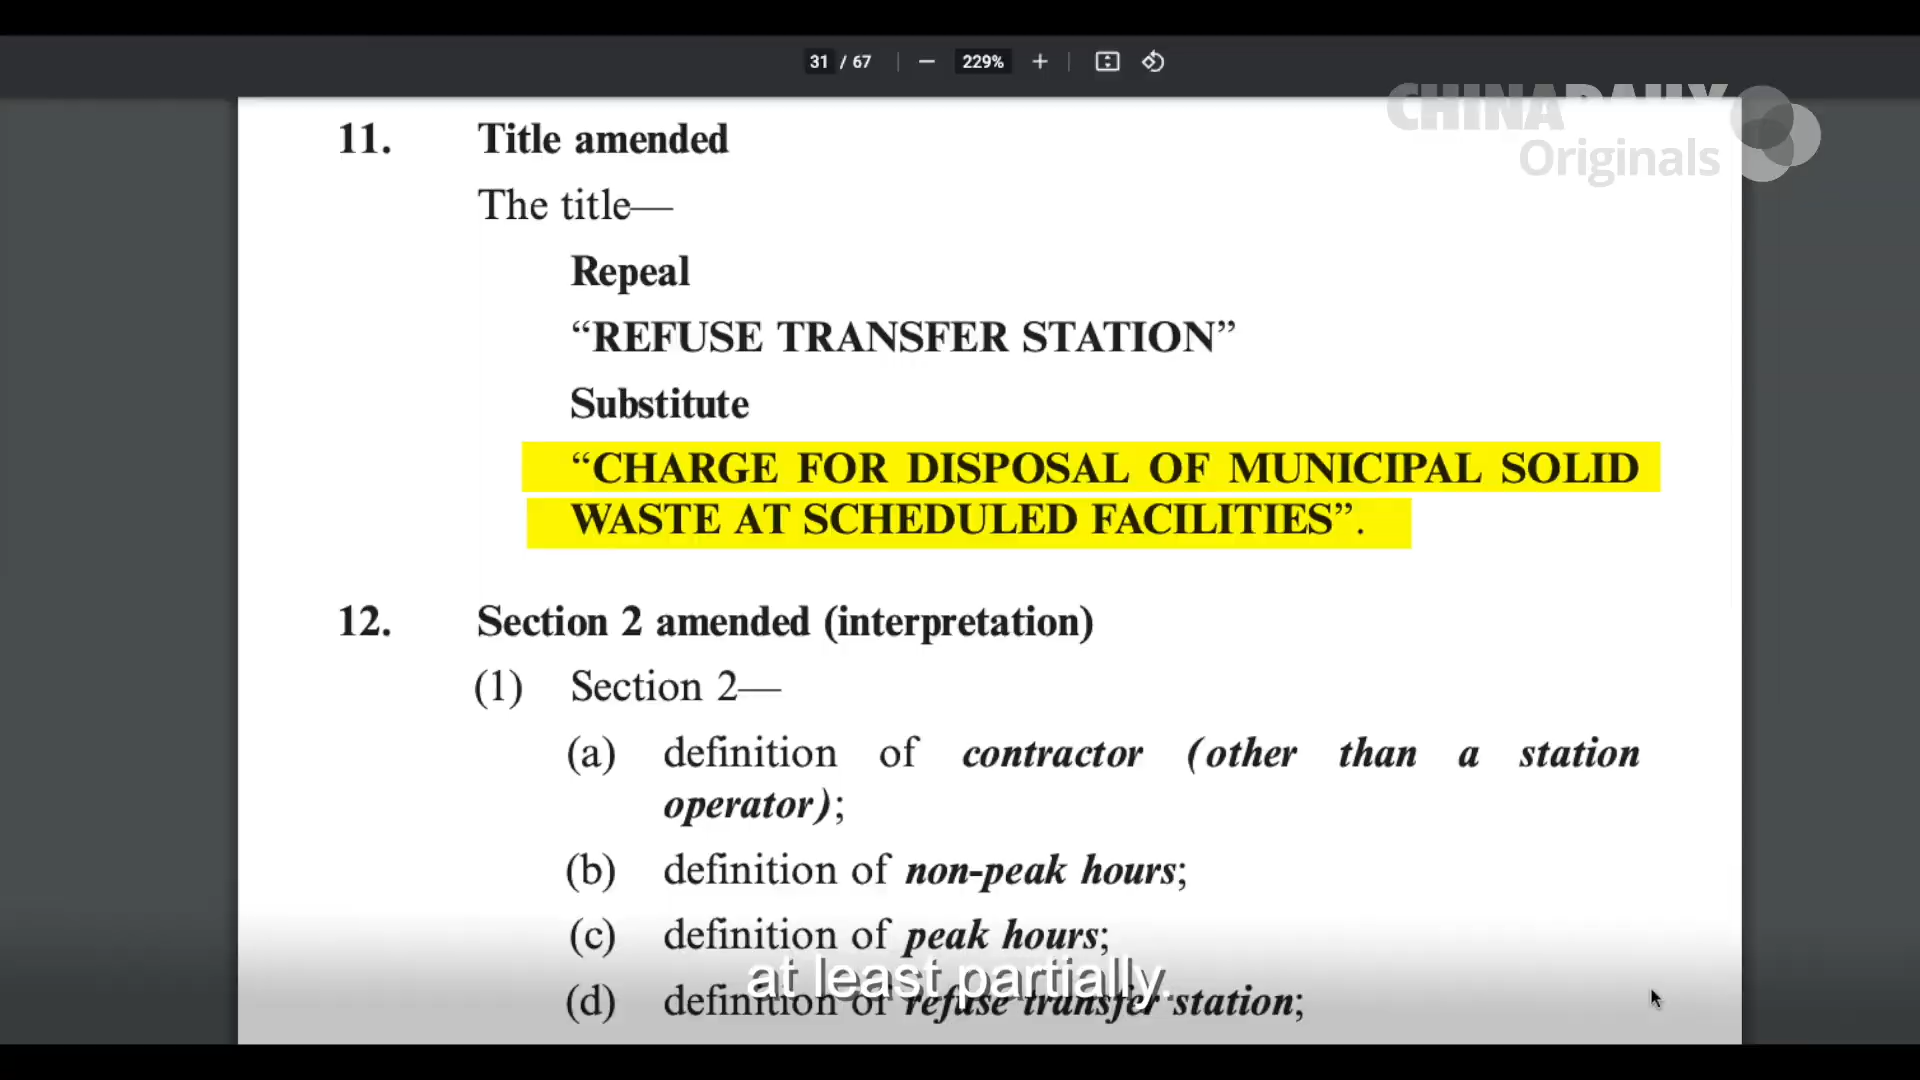 31 / 67
229%
CHINADAILY
Originals
11. Title amended
The title—
Repeal
“REFUSE TRANSFER STATION”
Substitute
“CHARGE FOR DISPOSAL OF MUNICIPAL SOLID
WASTE AT SCHEDULED FACILITIES”.
12. Section 2 amended (interpretation)
(1) Section 2—
(a) definition of contractor (other than a station
operator);
(b) definition of non-peak hours;
(c) definition of peak hours;
at least partially.
(d) definition of refuse transfer station;